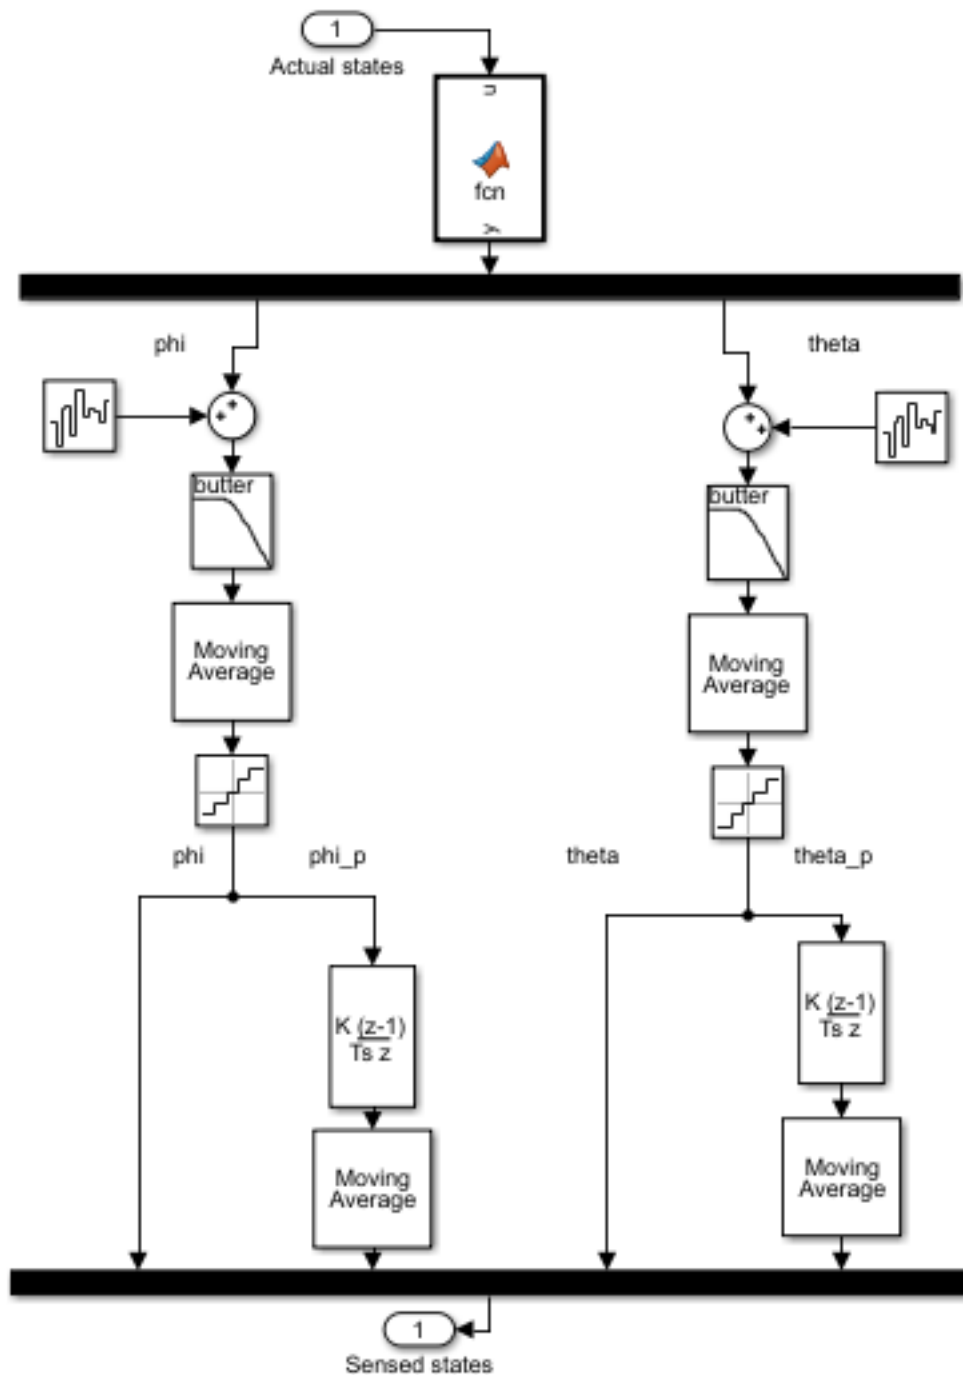 1
Actual states
u
fcn
y
phi
theta
butter
butter
Moving
Average
Moving
Average
phi
phi_p
theta
theta_p
K (z-1)
Ts z
K (z-1)
Ts z
Moving
Average
Moving
Average
1
Sensed states